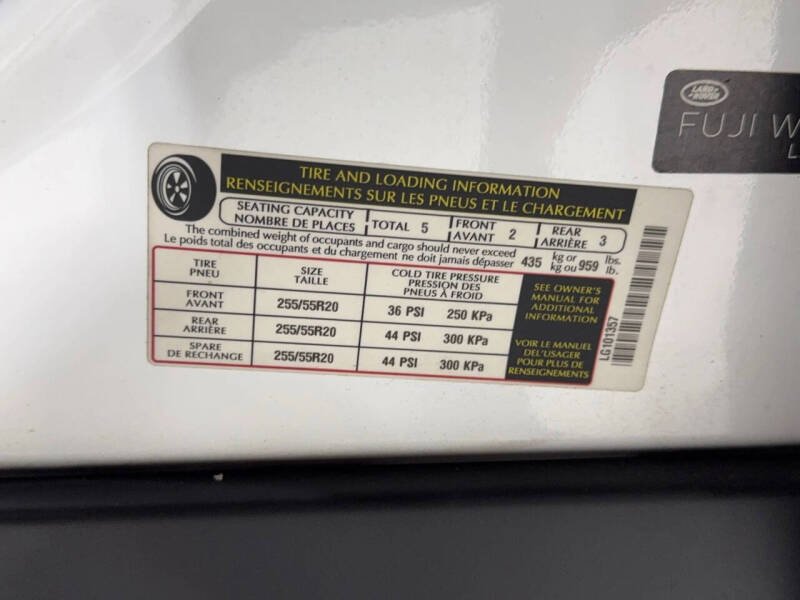 LAND
ROVER
FUJI W
L
TIRE AND LOADING INFORMATION
RENSEIGNEMENTS SUR LES PNEUS ET LE CHARGEMENT
SEATING CAPACITY
NOMBRE DE PLACES
TOTAL 5
FRONT
AVANT 2
REAR
ARRIÈRE 3
The combined weight of occupants and cargo should never exceed
Le poids total des occupants et du chargement ne doit jamais dépasser
435 kg or
kg ou 959 lbs.
lb.
TIRE
PNEU
SIZE
TAILLE
COLD TIRE PRESSURE
PRESSION DES
PNEUS À FROID
FRONT
AVANT
255/55R20
36 PSI 250 KPa
REAR
ARRIÈRE
255/55R20
44 PSI 300 KPa
SPARE
DE RECHANGE
255/55R20
44 PSI 300 KPa
SEE OWNER'S
MANUAL FOR
ADDITIONAL
INFORMATION
VOIR LE MANUEL
DEL'USAGER
POUR PLUS DE
RENSEIGNEMENTS
LG101357